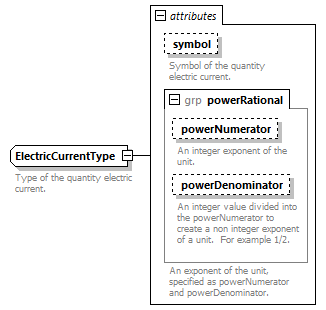 attributes
symbol
Symbol of the quantity
electric current.
grp powerRational
powerNumerator
An integer exponent of the
unit.
powerDenominator
An integer value divided into
the powerNumerator to
create a non integer exponent
of a unit. For example 1/2.
An exponent of the unit,
specified as powerNumerator
and powerDenominator.
ElectricCurrentType
Type of the quantity electric
current.